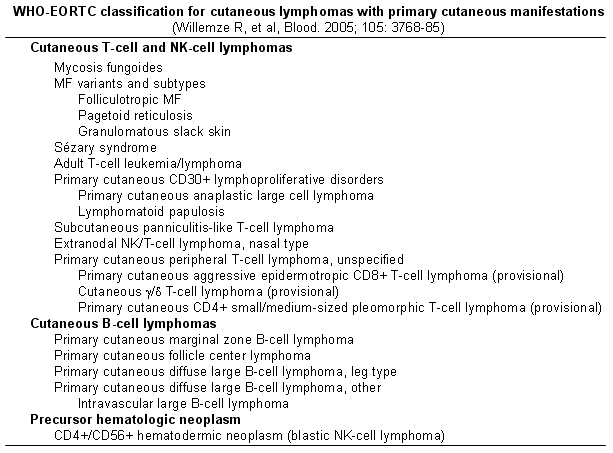 WHO-EORTC classification for cutaneous lymphomas with primary cutaneous manifestations
(Willemze R, et al, Blood. 2005; 105: 3768-85)
Cutaneous T-cell and NK-cell lymphomas
Mycosis fungoides
MF variants and subtypes
Folliculotropic MF
Pagetoid reticulosis
Granulomatous slack skin
Sézary syndrome
Adult T-cell leukemia/lymphoma
Primary cutaneous CD30+ lymphoproliferative disorders
Primary cutaneous anaplastic large cell lymphoma
Lymphomatoid papulosis
Subcutaneous panniculitis-like T-cell lymphoma
Extranodal NK/T-cell lymphoma, nasal type
Primary cutaneous peripheral T-cell lymphoma, unspecified
Primary cutaneous aggressive epidermotropic CD8+ T-cell lymphoma (provisional)
Cutaneous γ/δ T-cell lymphoma (provisional)
Primary cutaneous CD4+ small/medium-sized pleomorphic T-cell lymphoma (provisional)
Cutaneous B-cell lymphomas
Primary cutaneous marginal zone B-cell lymphoma
Primary cutaneous follicle center lymphoma
Primary cutaneous diffuse large B-cell lymphoma, leg type
Primary cutaneous diffuse large B-cell lymphoma, other
Intravascular large B-cell lymphoma
Precursor hematologic neoplasm
CD4+/CD56+ hematodermic neoplasm (blastic NK-cell lymphoma)